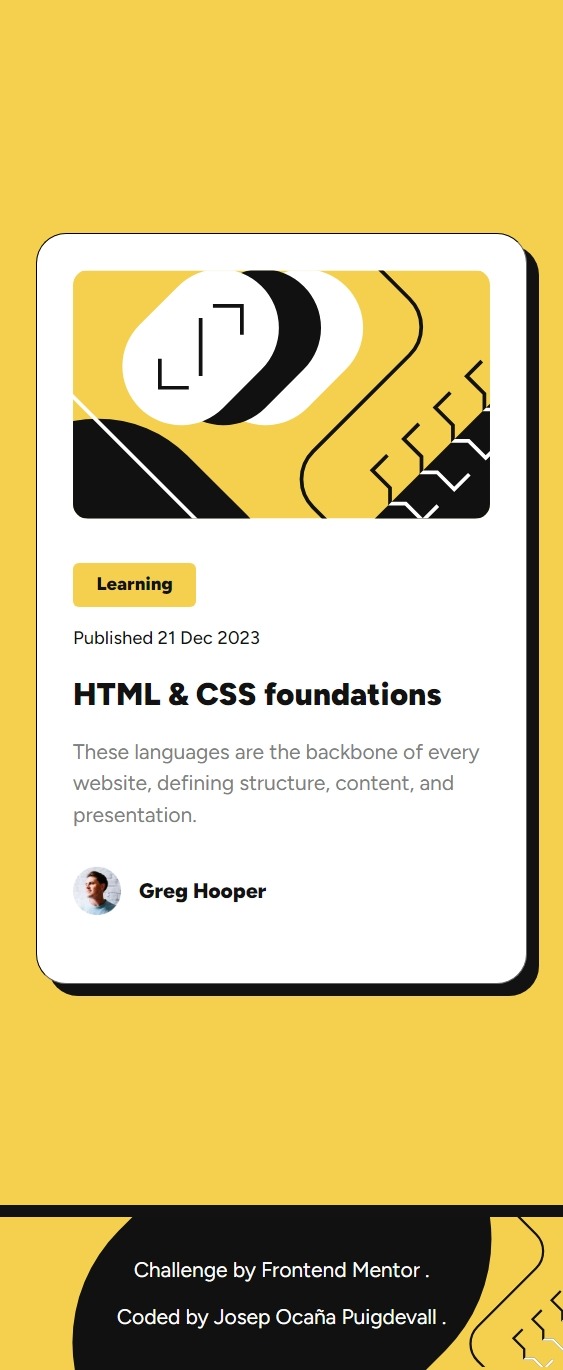 Learning
Published 21 Dec 2023
HTML & CSS foundations
These languages are the backbone of every
website, defining structure, content, and
presentation.
Greg Hooper
Challenge by Frontend Mentor .
Coded by Josep Ocaña Puigdevall .